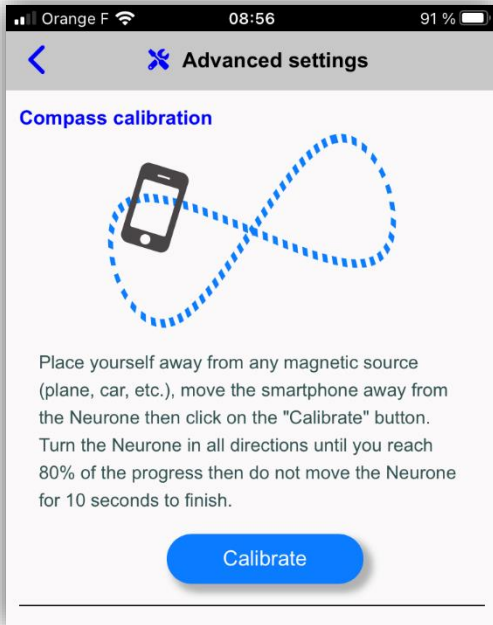 Orange F 08:56 91 %
Advanced settings
Compass calibration
Place yourself away from any magnetic source
(plane, car, etc.), move the smartphone away from
the Neurone then click on the "Calibrate" button.
Turn the Neurone in all directions until you reach
80% of the progress then do not move the Neurone
for 10 seconds to finish.
Calibrate